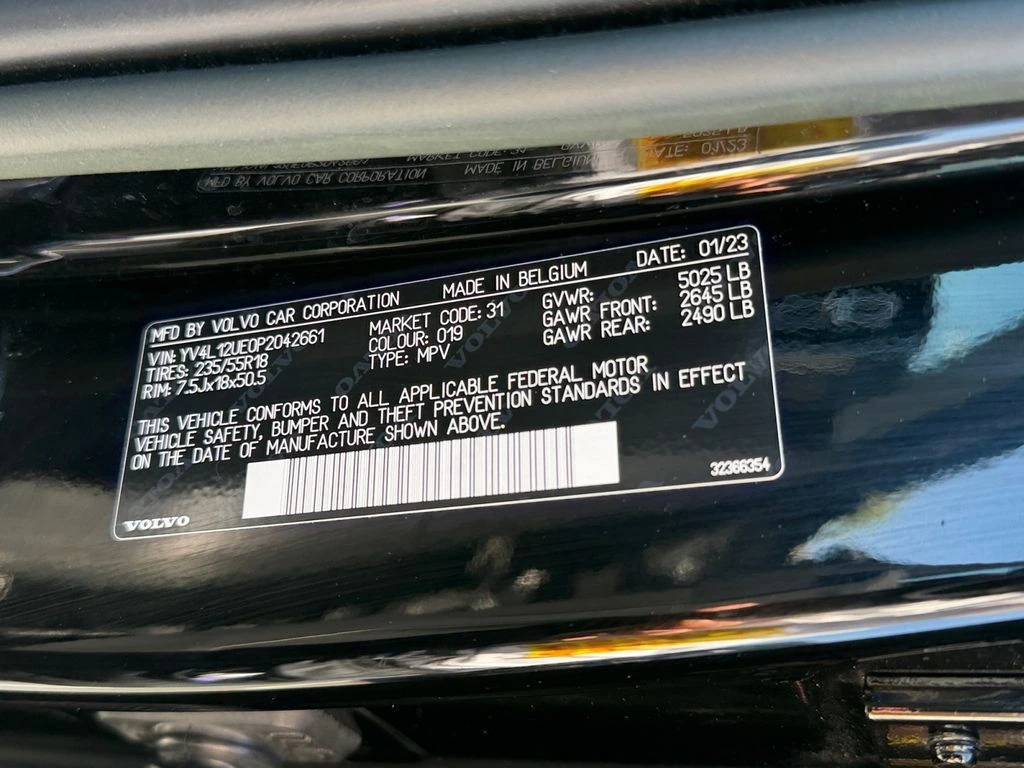 MFD BY VOLVO CAR CORPORATION MADE IN BELGIUM DATE: 01/23
VIN: YV4L12UE0P2042661 MARKET CODE: 31 GVWR: 5025 LB
TIRES: 235/55R18 COLOUR: 019 GAWR FRONT: 2645 LB
RIM: 7.5Jx18x50.5 TYPE: MPV GAWR REAR: 2490 LB
THIS VEHICLE CONFORMS TO ALL APPLICABLE FEDERAL MOTOR
VEHICLE SAFETY, BUMPER AND THEFT PREVENTION STANDARDS IN EFFECT
ON THE DATE OF MANUFACTURE SHOWN ABOVE.
32366354
VOLVO